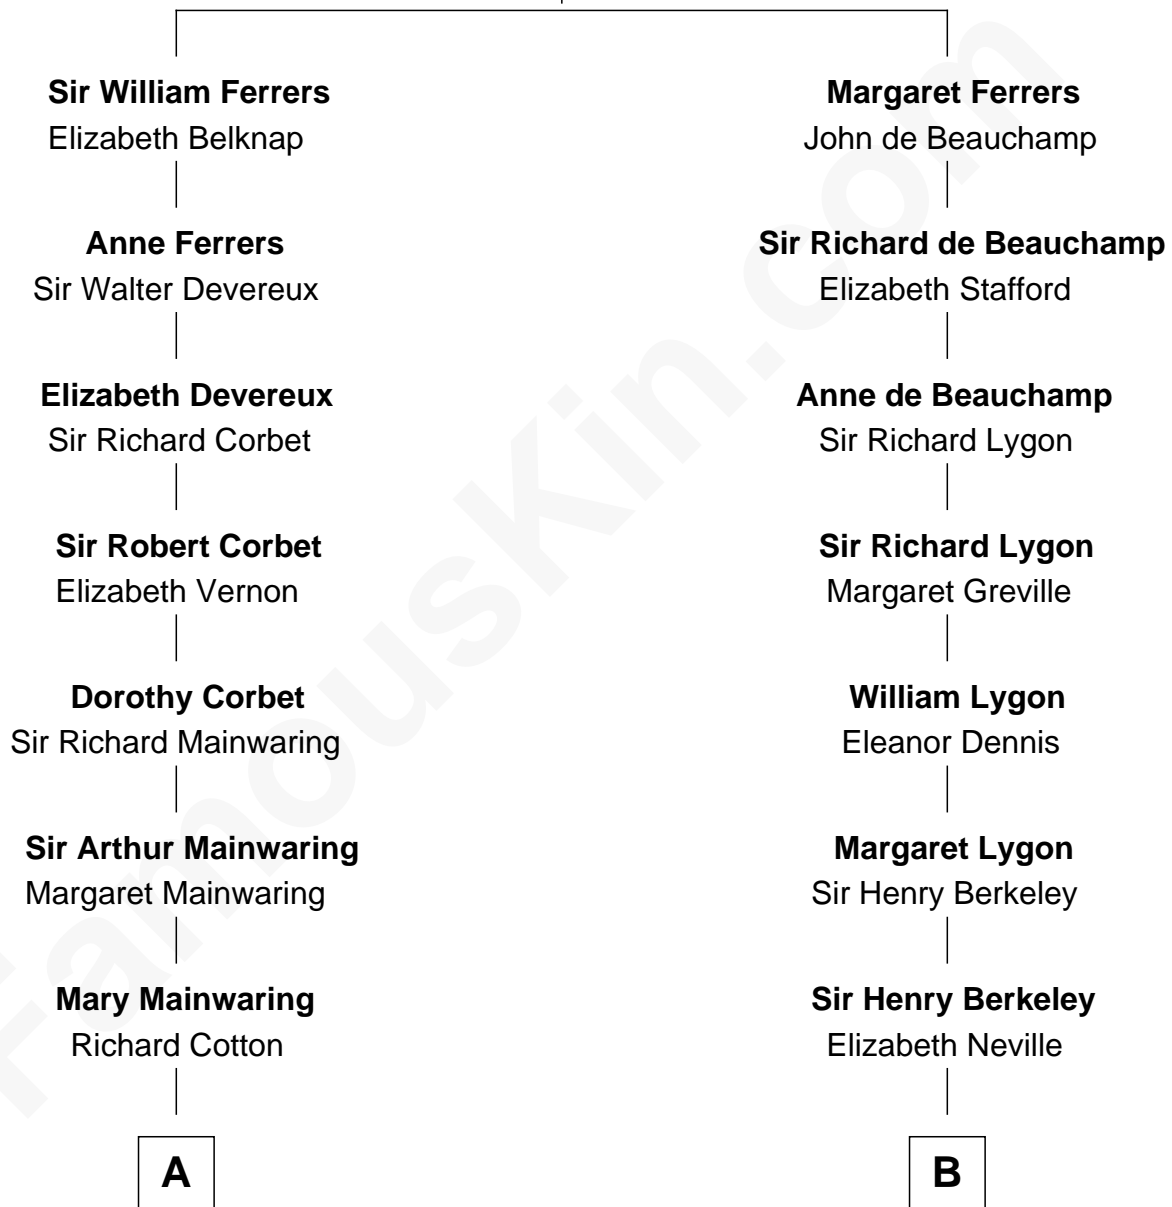 Sir William Ferrers
Elizabeth Belknap
Anne Ferrers
Sir Walter Devereux
Elizabeth Devereux
Sir Richard Corbet
Sir Robert Corbet
Elizabeth Vernon
Dorothy Corbet
Sir Richard Mainwaring
Sir Arthur Mainwaring
Margaret Mainwaring
Mary Mainwaring
Richard Cotton
A
Margaret Ferrers
John de Beauchamp
Sir Richard de Beauchamp
Elizabeth Stafford
Anne de Beauchamp
Sir Richard Lygon
Sir Richard Lygon
Margaret Greville
William Lygon
Eleanor Dennis
Margaret Lygon
Sir Henry Berkeley
Sir Henry Berkeley
Elizabeth Neville
B
FamousKin.com